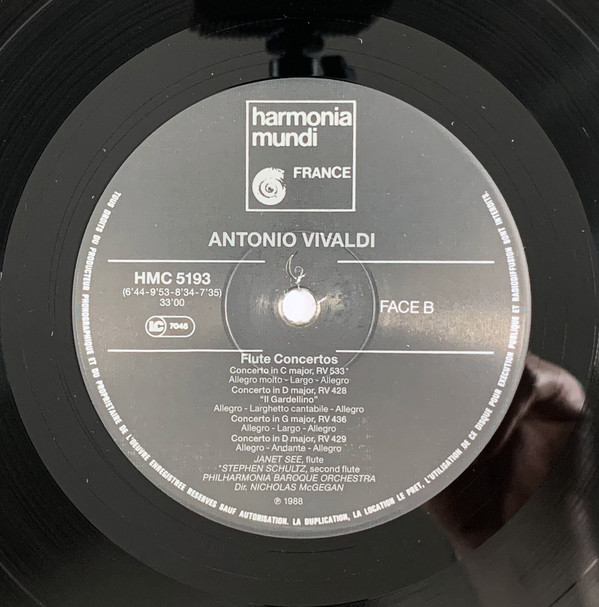 harmonia
mundi
FRANCE
ANTONIO VIVALDI
HMC 5193
(6'44-9'53-8'34-7'35)
33'00
LC 7045
FACE B
Flute Concertos
Concerto in C major, RV 533*
Allegro molto - Largo - Allegro
Concerto in D major, RV 428
"Il Gardellino"
Allegro - Larghetto cantabile - Allegro
Concerto in G major, RV 436
Allegro - Largo - Allegro
Concerto in D major, RV 429
Allegro - Andante - Allegro
JANET SEE, flute
*STEPHEN SCHULTZ, second flute
PHILHARMONIA BAROQUE ORCHESTRA
Dir. NICHOLAS McGEGAN
℗ 1988
TOUS DROITS DU PRODUCTEUR PHONOGRAPHIQUE ET DU PROPRIETAIRE DE L'OEUVRE ENREGISTREE RESERVES SAUF AUTORISATION. LA DUPLICATION, LA LOCATION LE PRET, L'UTILISATION DE CE DISQUE POUR EXECUTION PUBLIQUE ET RADIODIFFUSION SONT INTERDITS.